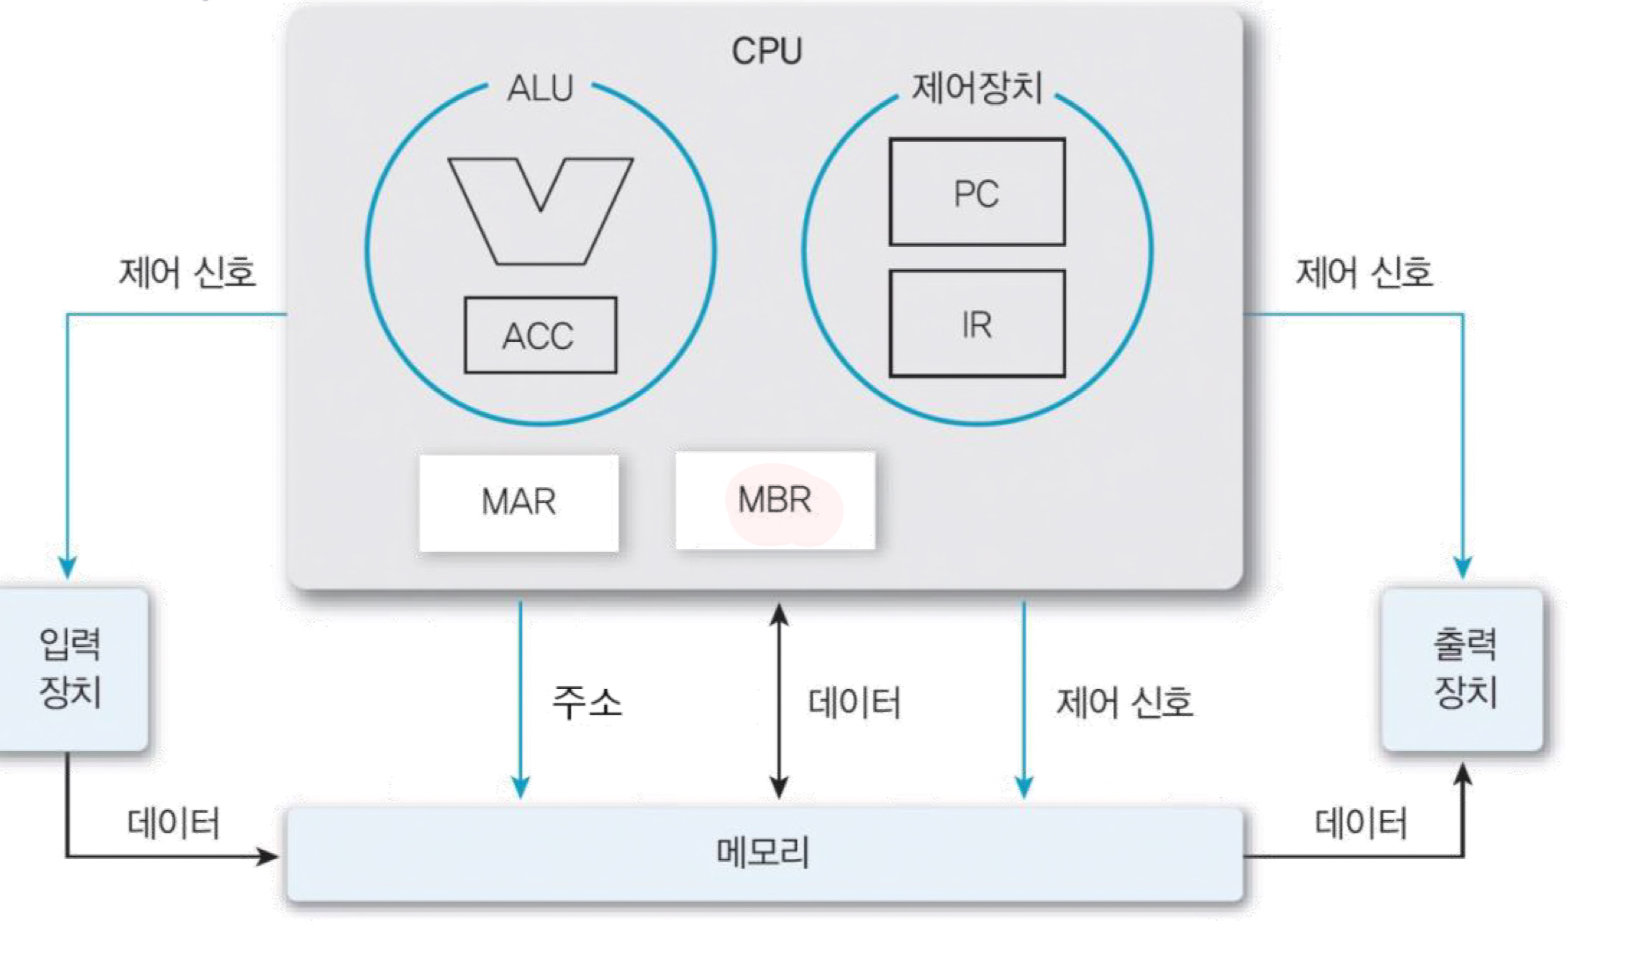 CPU
ALU
제어장치
PC
IR
ACC
제어 신호
제어 신호
MAR
MBR
입력
장치
출력
장치
주소
데이터
제어 신호
데이터
데이터
메모리